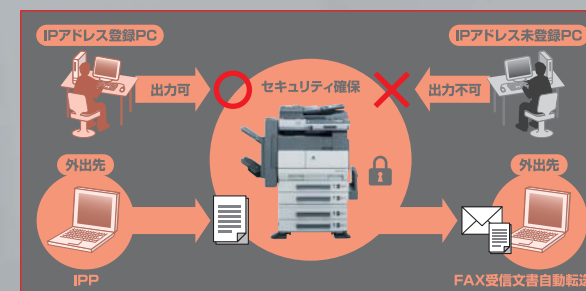 IPアドレス登録PC
IPアドレス未登録PC
出力可
セキュリティ確保
出力不可
外出先
外出先
IPP
FAX受信文書自動転送